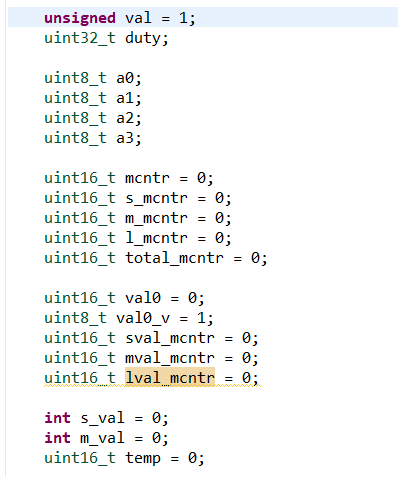 unsigned val = 1;
uint32_t duty;
uint8_t a0;
uint8_t a1;
uint8_t a2;
uint8_t a3;
uint16_t mcntr = 0;
uint16_t s_mcntr = 0;
uint16_t m_mcntr = 0;
uint16_t l_mcntr = 0;
uint16_t total_mcntr = 0;
uint16_t val0 = 0;
uint8_t val0_v = 1;
uint16_t sval_mcntr = 0;
uint16_t mval_mcntr = 0;
uint16_t lval_mcntr = 0;
int s_val = 0;
int m_val = 0;
uint16_t temp = 0;